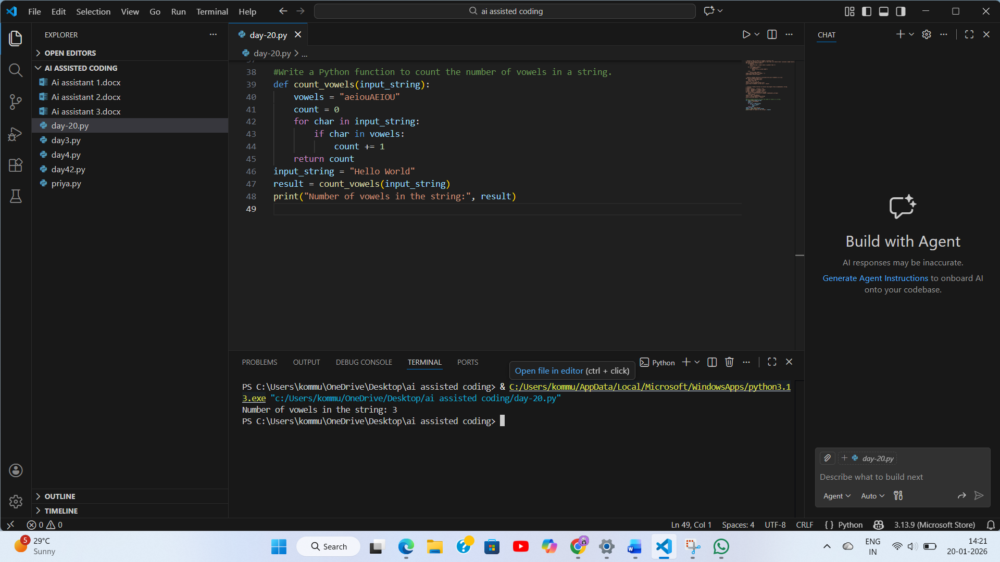 File Edit Selection View Go Run Terminal Help
ai assisted coding
EXPLORER
OPEN EDITORS
AI ASSISTED CODING
Ai assistant 1.docx
Ai assistant 2.docx
Ai assistant 3.docx
day-20.py
day3.py
day4.py
day42.py
priya.py
OUTLINE
TIMELINE
day-20.py
day-20.py > ...
38 #Write a Python function to count the number of vowels in a string.
39 def count_vowels(input_string):
40 vowels = "aeiouAEIOU"
41 count = 0
42 for char in input_string:
43 if char in vowels:
44 count += 1
45 return count
46 input_string = "Hello World"
47 result = count_vowels(input_string)
48 print("Number of vowels in the string:", result)
49
PROBLEMS OUTPUT DEBUG CONSOLE TERMINAL PORTS
Python
Open file in editor (ctrl + click)
PS C:\Users\kommu\OneDrive\Desktop\ai assisted coding> & C:/Users/kommu/AppData/Local/Microsoft/WindowsApps/python3.1
3.exe "c:/Users/kommu/OneDrive/Desktop/ai assisted coding/day-20.py"
Number of vowels in the string: 3
PS C:\Users\kommu\OneDrive\Desktop\ai assisted coding>
CHAT
Build with Agent
AI responses may be inaccurate.
Generate Agent Instructions to onboard AI
onto your codebase.
day-20.py
Describe what to build next
Agent Auto
0 0
Ln 49, Col 1 Spaces: 4 UTF-8 CRLF { } Python 3.13.9 (Microsoft Store)
5
29°C
Sunny
Search
ENG
IN
14:21
20-01-2026